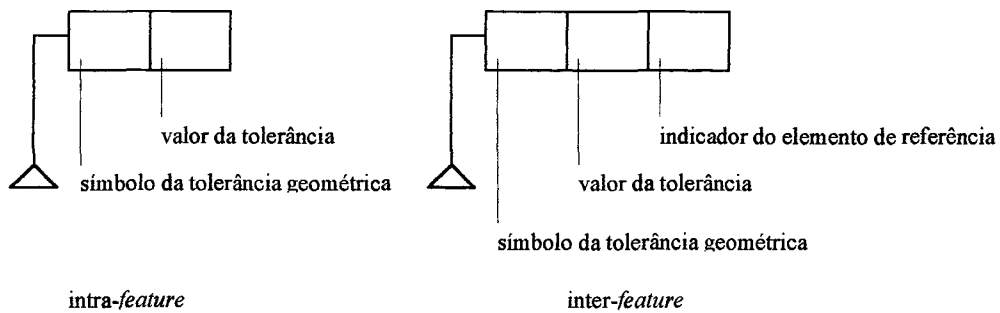 valor da tolerância
símbolo da tolerância geométrica
indicador do elemento de referência
valor da tolerância
símbolo da tolerância geométrica
intra-feature
inter-feature